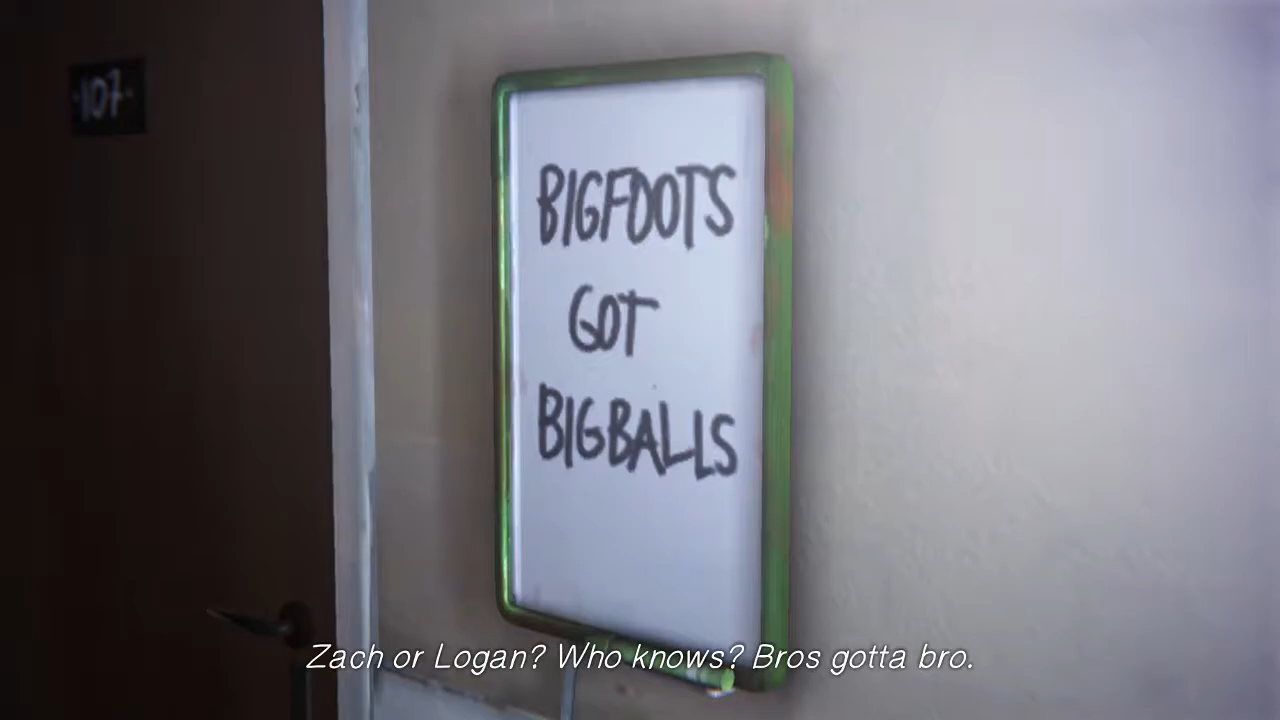 107
BIGFOOTS
GOT
BIGBALLS
Zach or Logan? Who knows? Bros gotta bro.